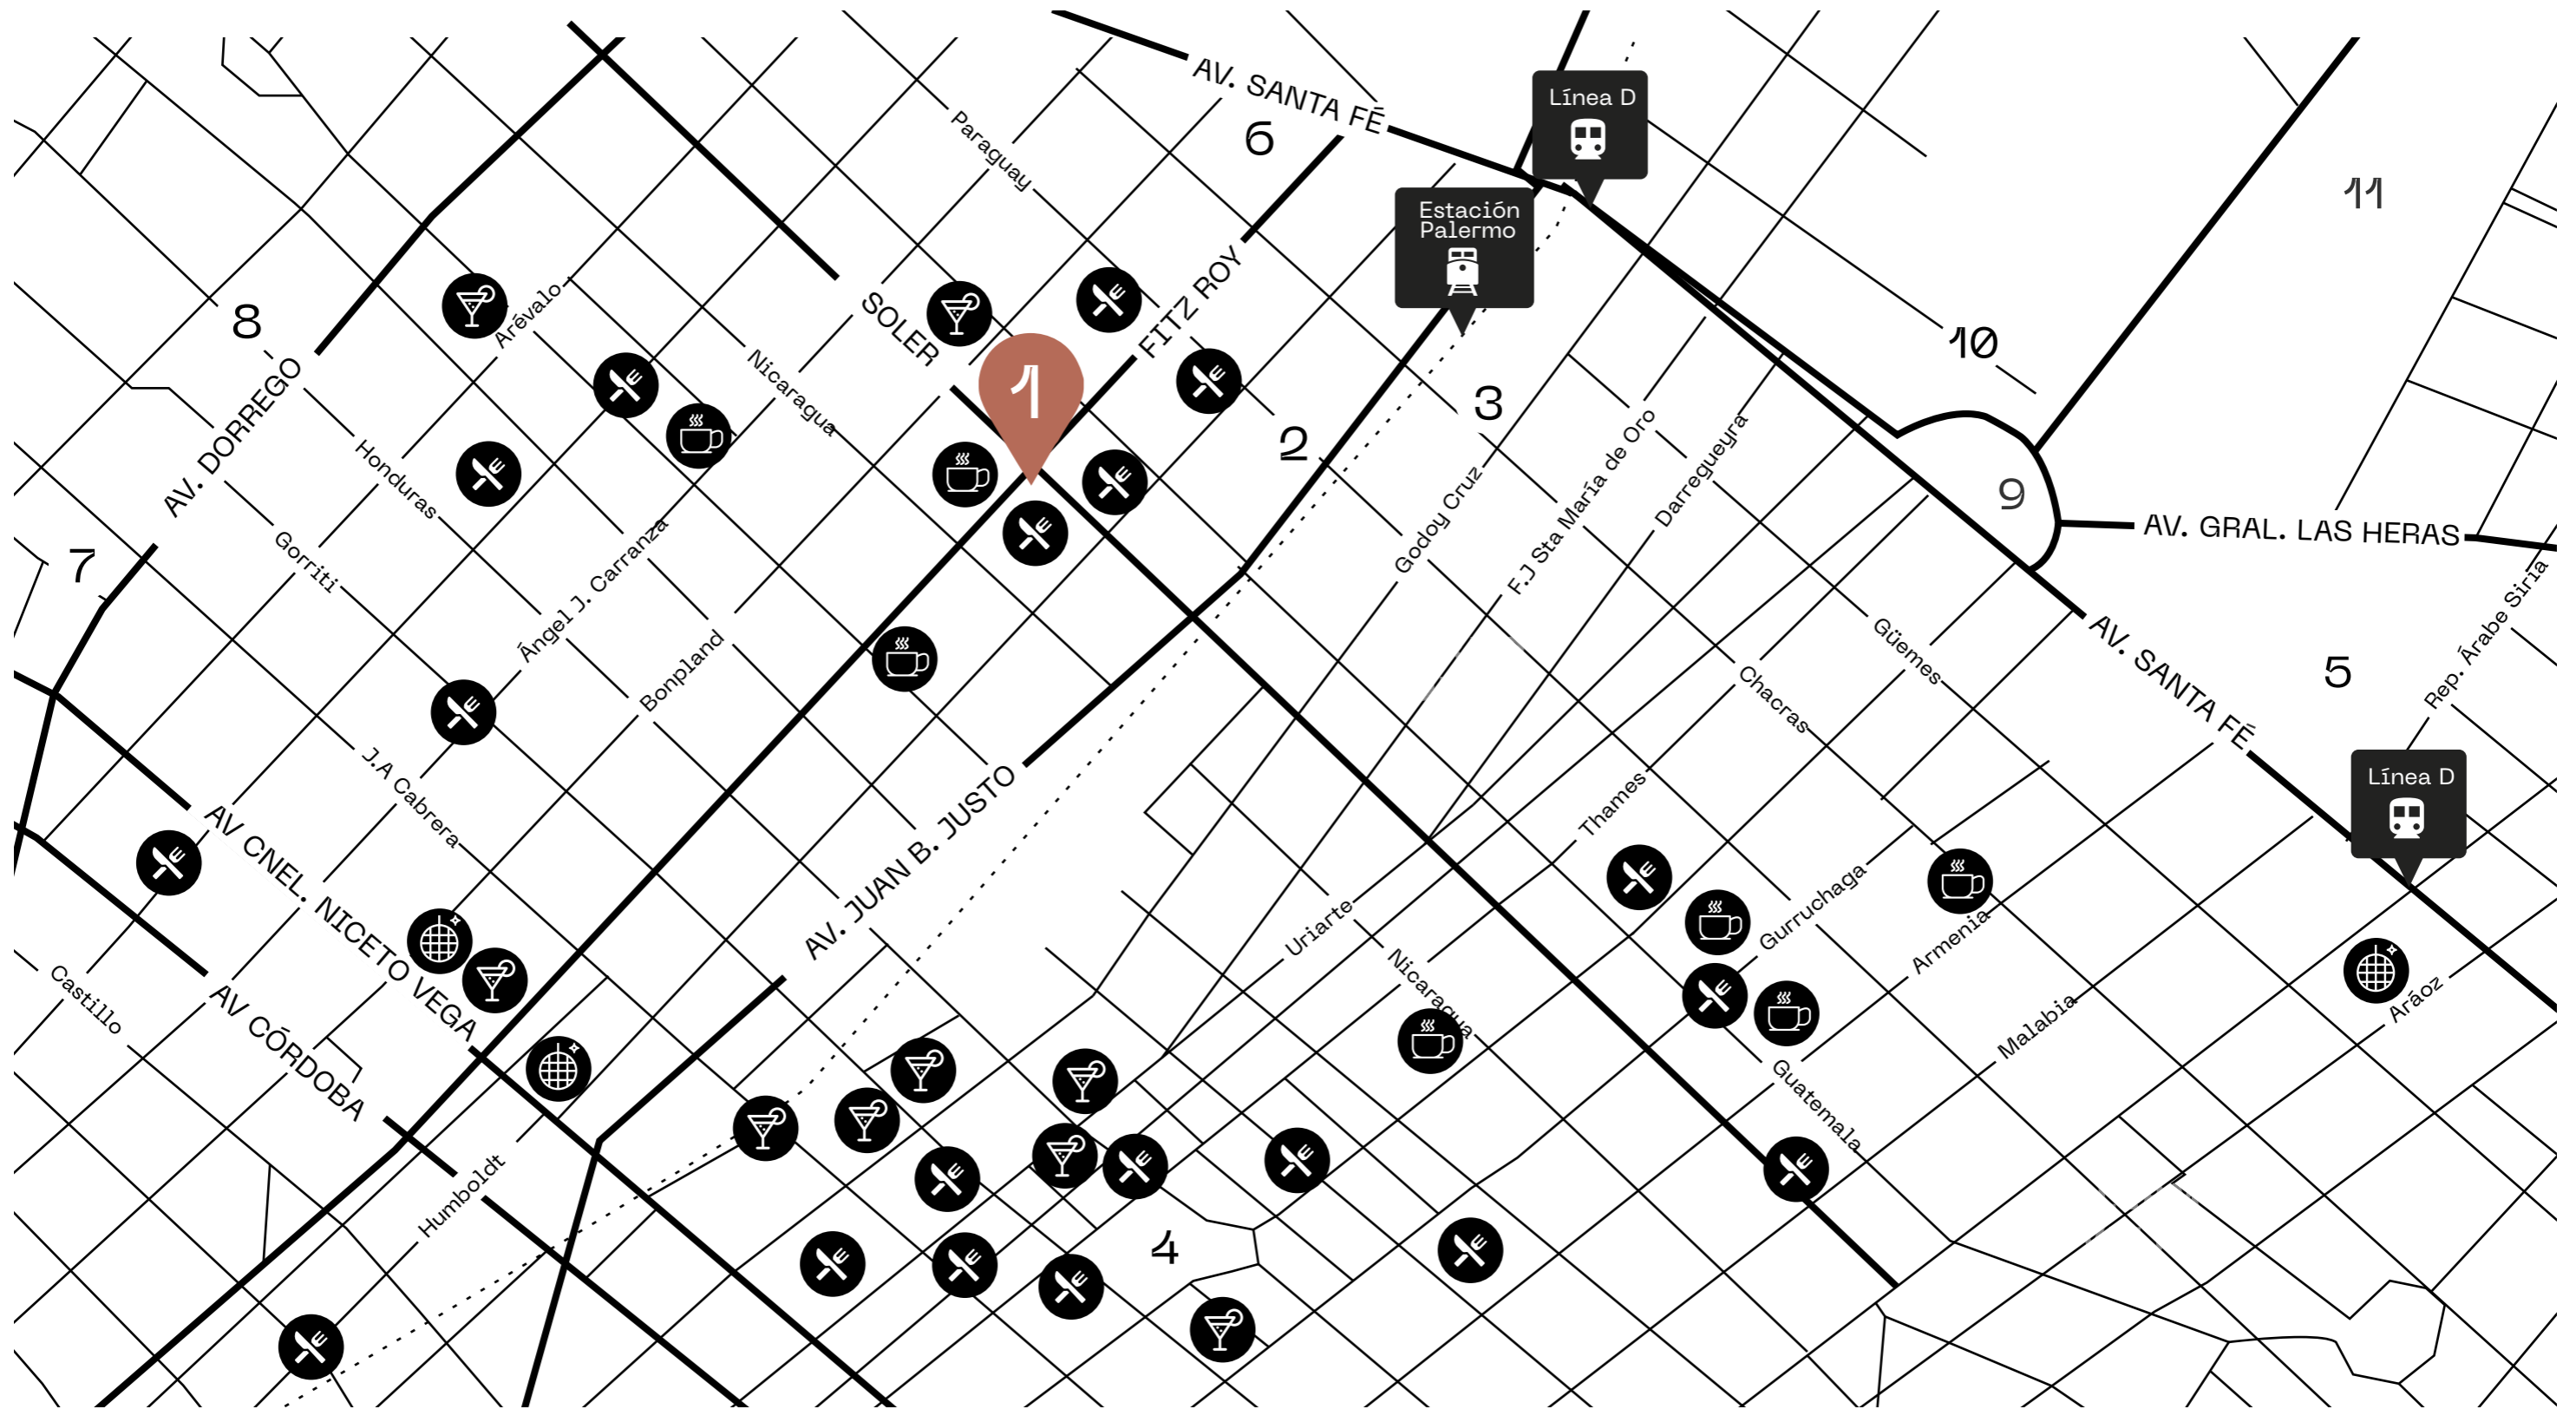 AV. SANTA FÉ
Línea D
Paraguay
6
11
Estación
Palermo
FITZ ROY
Arévalo
SOLER
8
10
Nicaragua
1
3
2
AV. DORREGO
Honduras
Godoy Cruz
F.J Sta María de Oro
Darregueyra
9
AV. GRAL. LAS HERAS
Gorriti
7
Ángel J. Carranza
Bonpland
Güemes
Chacras
AV. SANTA FÉ
5
Rep. Árabe Siria
J.A Cabrera
Línea D
AV CNEL. NICETO VEGA
AV. JUAN B. JUSTO
Thames
Uriarte
Gurruchaga
Armenia
Nicaragua
Castillo
AV CÓRDOBA
Malabia
Aráoz
Guatemala
Humboldt
4